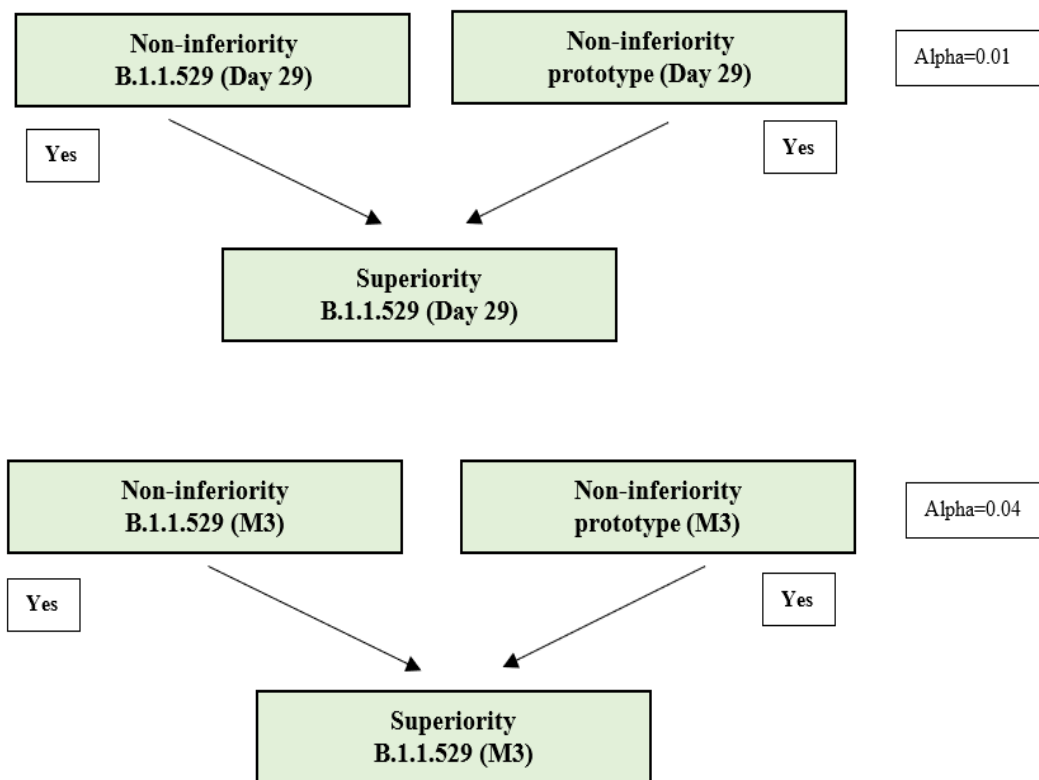 Non-inferiority
B.1.1.529 (Day 29)
Non-inferiority
prototype (Day 29)
Alpha=0.01
Yes
Yes
Superiority
B.1.1.529 (Day 29)
Non-inferiority
B.1.1.529 (M3)
Non-inferiority
prototype (M3)
Alpha=0.04
Yes
Yes
Superiority
B.1.1.529 (M3)